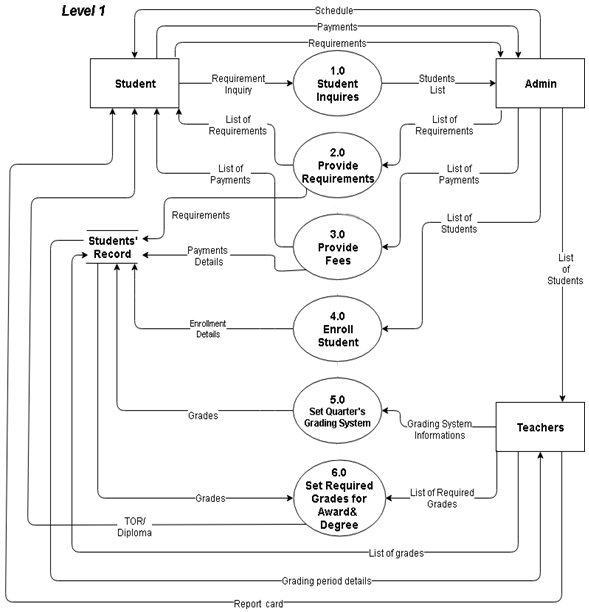 Level 1
Schedule
Payments
Requirements
Student
Requirement
Inquiry
1.0
Student
Inquires
Students
List
Admin
List of
Requirements
List of
Requirements
2.0
Provide
Requirements
List of
Payments
List of
Payments
Requirements
3.0
Provide
Fees
List of
Students
Students'
Record
Payments
Details
List
of
Students
4.0
Enroll
Student
Enrollment
Details
5.0
Set Quarter's
Grading System
Grades
Grading System
Informations
Teachers
6.0
Set Required
Grades for
Award&
Degree
Grades
List of Required
Grades
TOR/
Diploma
List of grades
Grading period details
Report card